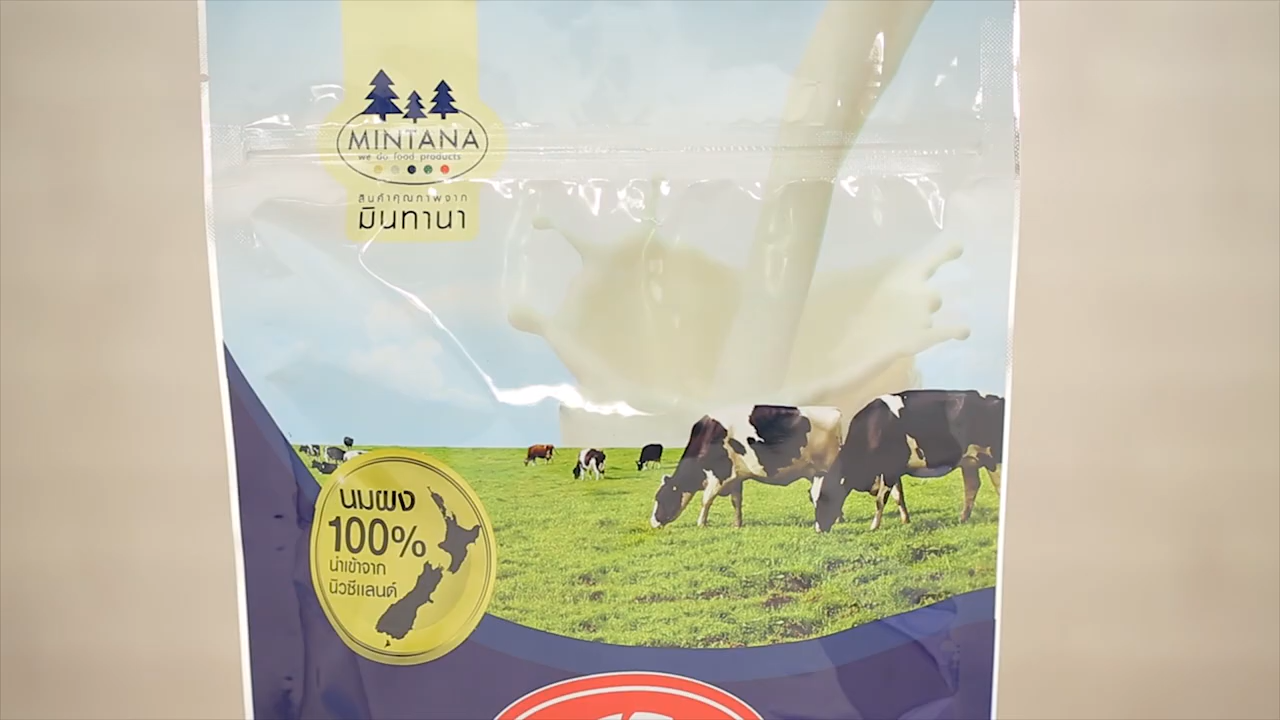 MINTANA
we do food products
สินค้าคุณภาพจาก
มินทานา
นมผง
100%
นำเข้าจาก
นิวซีแลนด์